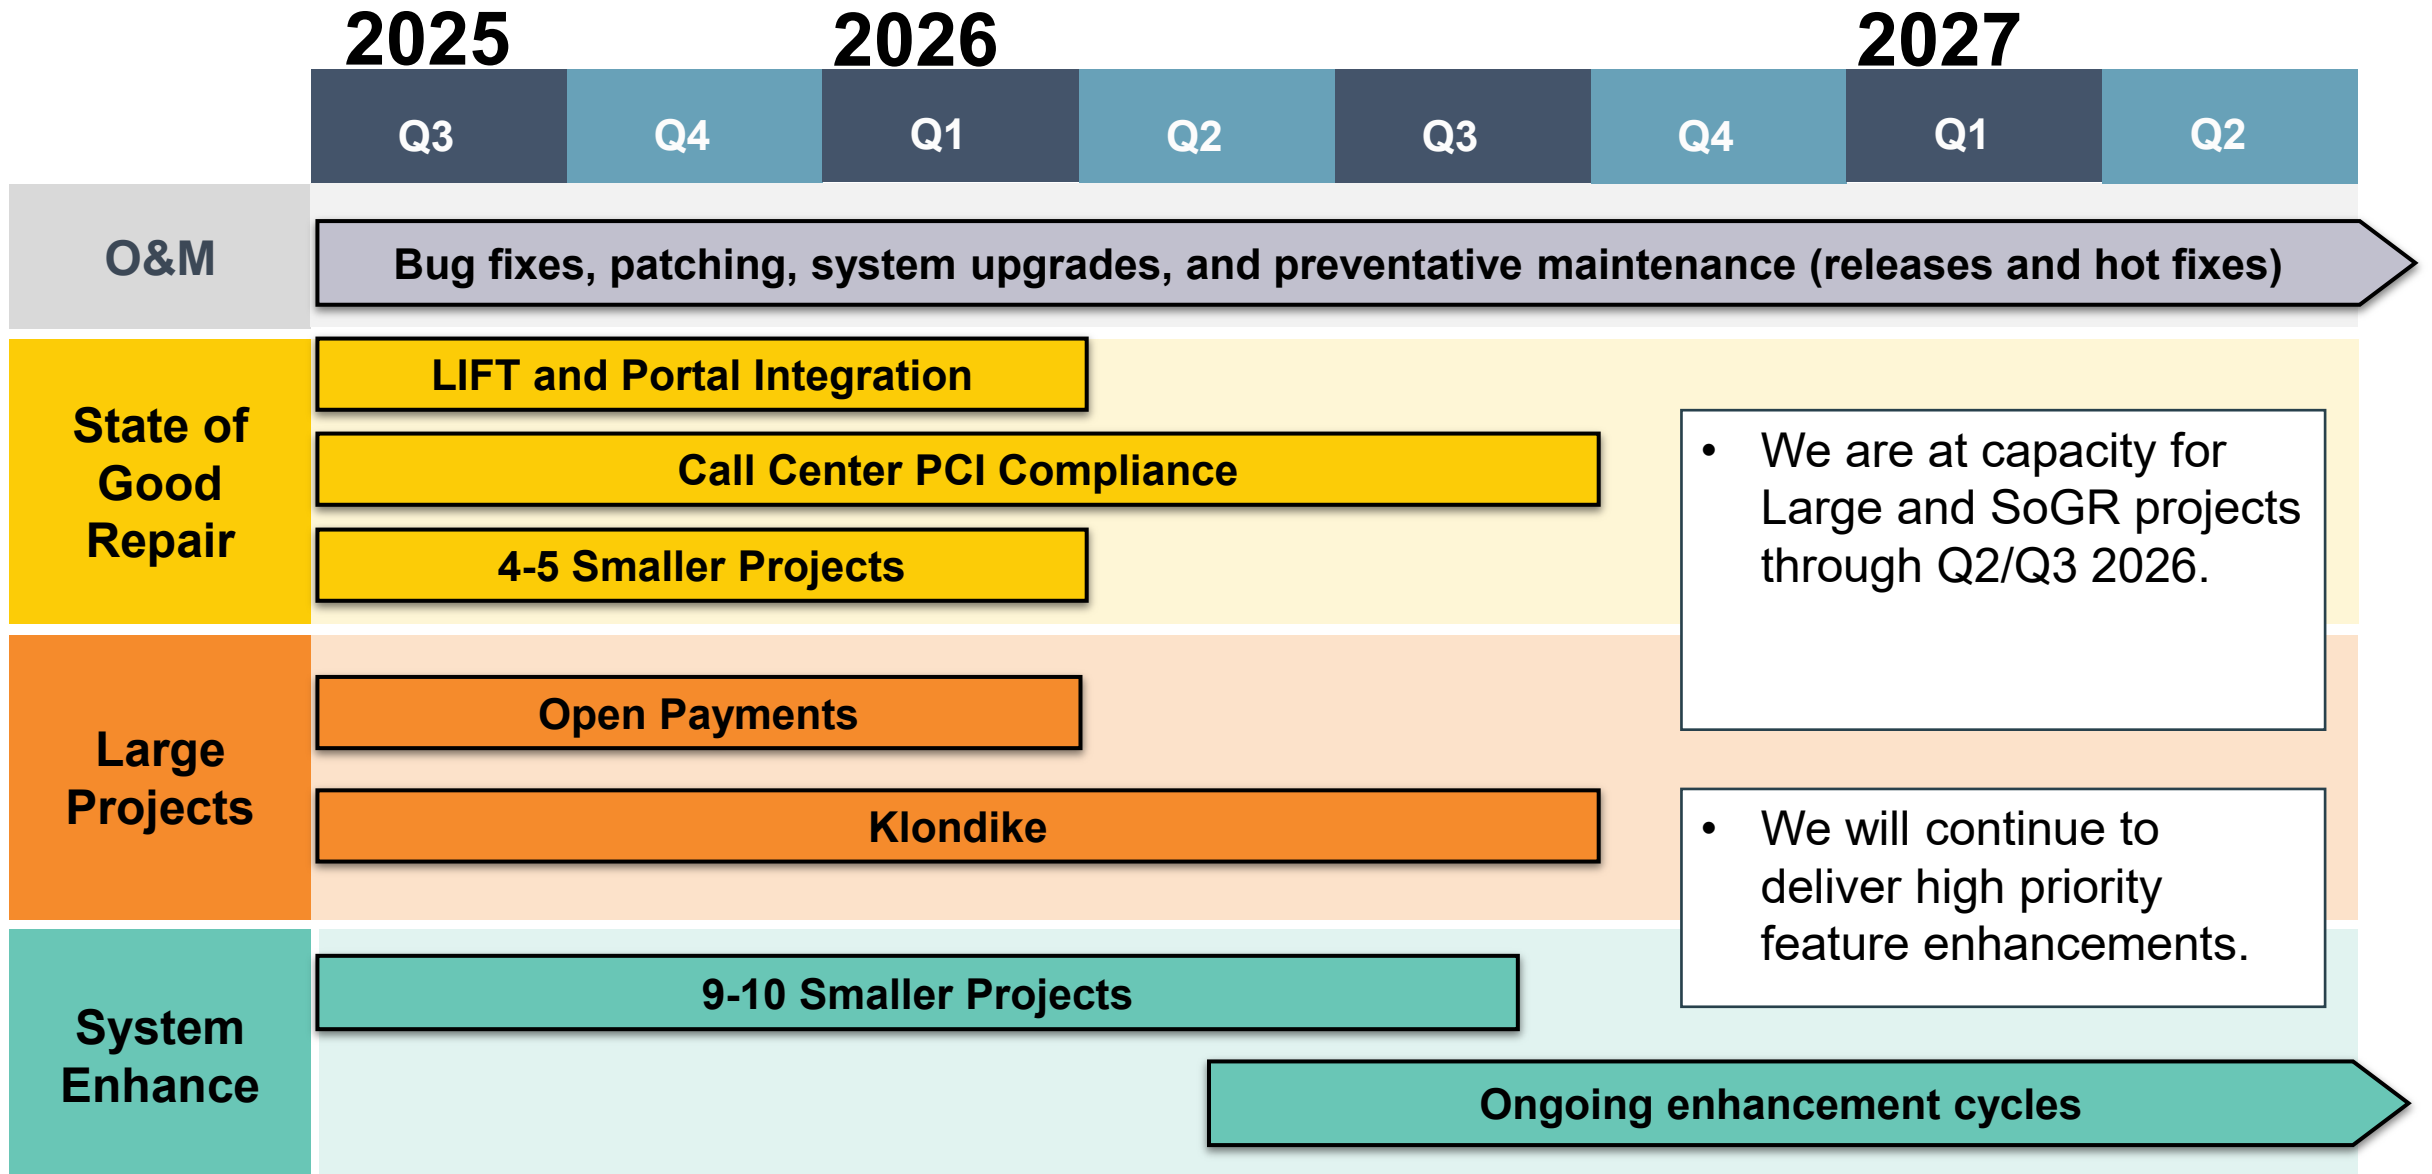 2025 2026 2027
Q3 Q4 Q1 Q2 Q3 Q4 Q1 Q2
O&M
Bug fixes, patching, system upgrades, and preventative maintenance (releases and hot fixes)
State of
Good
Repair
LIFT and Portal Integration
Call Center PCI Compliance
4-5 Smaller Projects
• We are at capacity for
Large and SoGR projects
through Q2/Q3 2026.
Large
Projects
Open Payments
Klondike
• We will continue to
deliver high priority
feature enhancements.
System
Enhance
9-10 Smaller Projects
Ongoing enhancement cycles